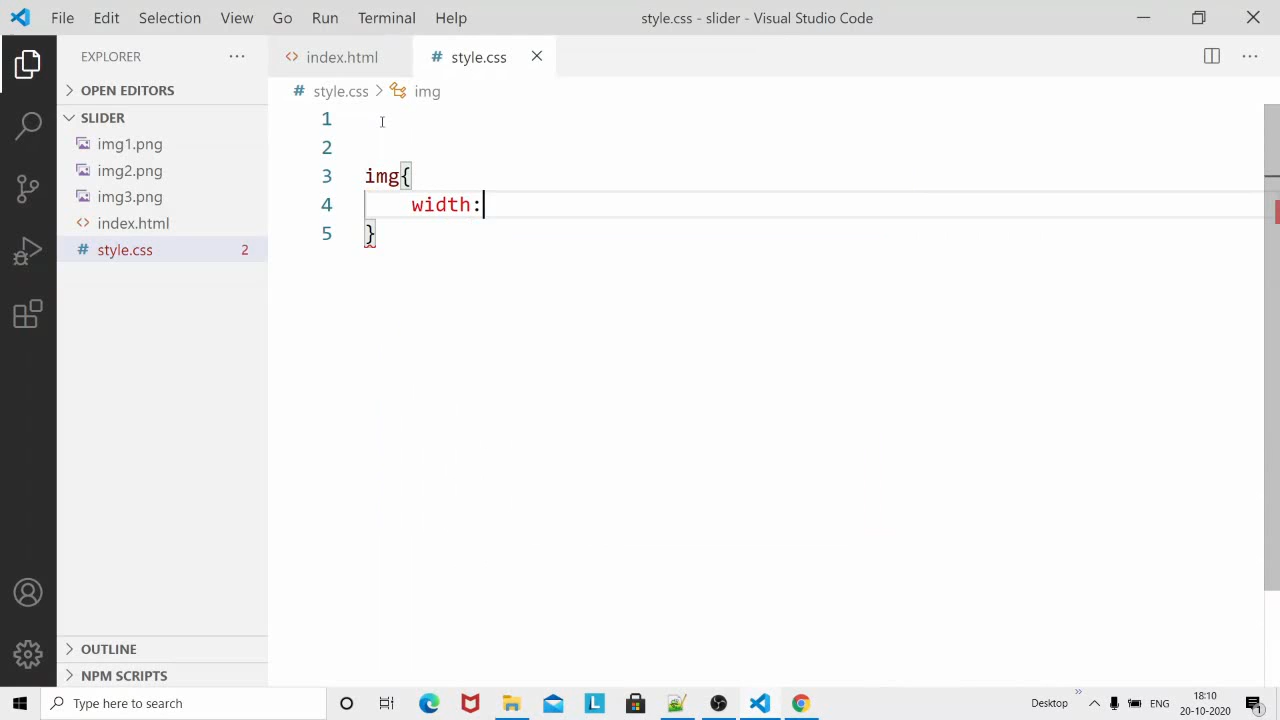 File Edit Selection View Go Run Terminal Help
style.css - slider - Visual Studio Code
EXPLORER
index.html
# style.css
OPEN EDITORS
# style.css > img
SLIDER
img1.png
img2.png
img3.png
index.html
# style.css 2
1
2
3 img{
4 width:
5 }
OUTLINE
NPM SCRIPTS
Type here to search
L
Desktop
»
ENG
18:10
20-10-2020
1